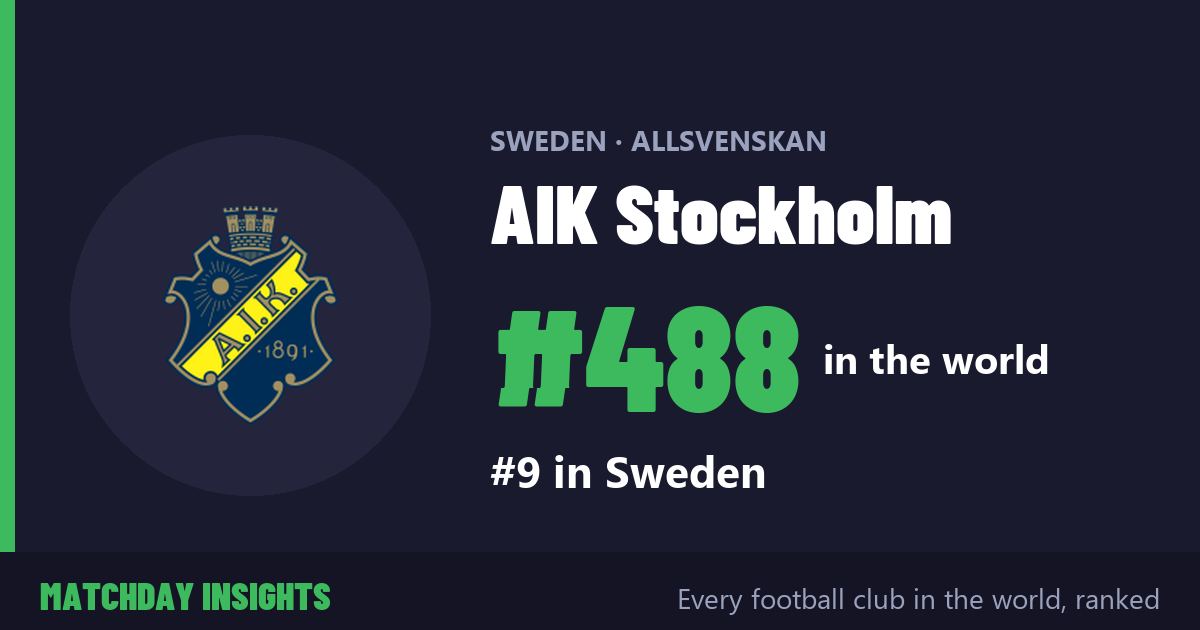 SWEDEN · ALLSVENSKAN
AIK Stockholm
#488 in the world
#9 in Sweden
A.I.K.
·1891·
MATCHDAY INSIGHTS
Every football club in the world, ranked